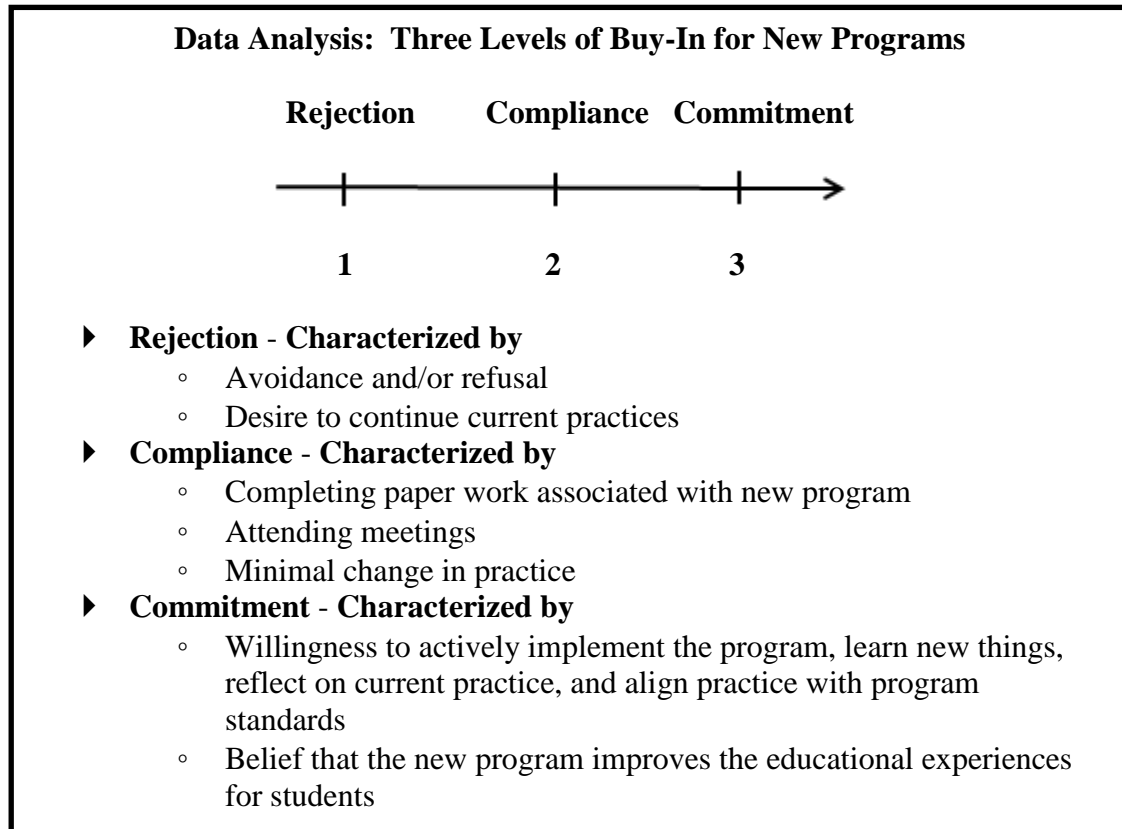 Data Analysis:  Three Levels of Buy-In for New Programs
Rejection Compliance Commitment
1 2 3
Rejection - Characterized by
Avoidance and/or refusal
Desire to continue current practices
Compliance - Characterized by
Completing paper work associated with new program
Attending meetings
Minimal change in practice
Commitment - Characterized by
Willingness to actively implement the program, learn new things,
reflect on current practice, and align practice with program
standards
Belief that the new program improves the educational experiences
for students